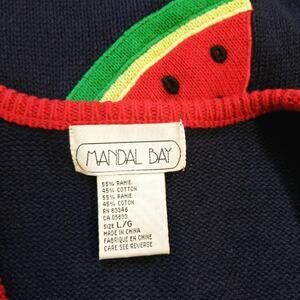 MANDAL BAY
55% RAMIE
45% COTTON
55% RAMIE
45% COTON
RN 83346
CA 05633
SIZE L/G
MADE IN CHINA
FABRIQUE EN CHINE
CARE SEE REVERSE